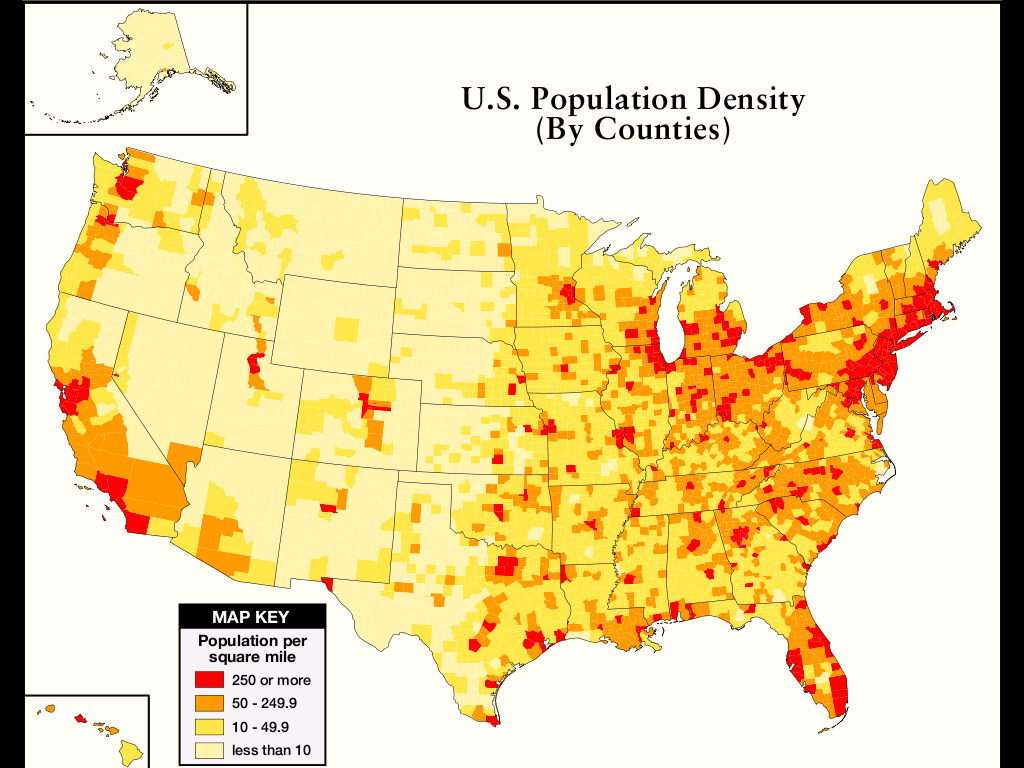 U.S. Population Density
(By Counties)
MAP KEY
Population per
square mile
250 or more
50 - 249.9
10 - 49.9
less than 10